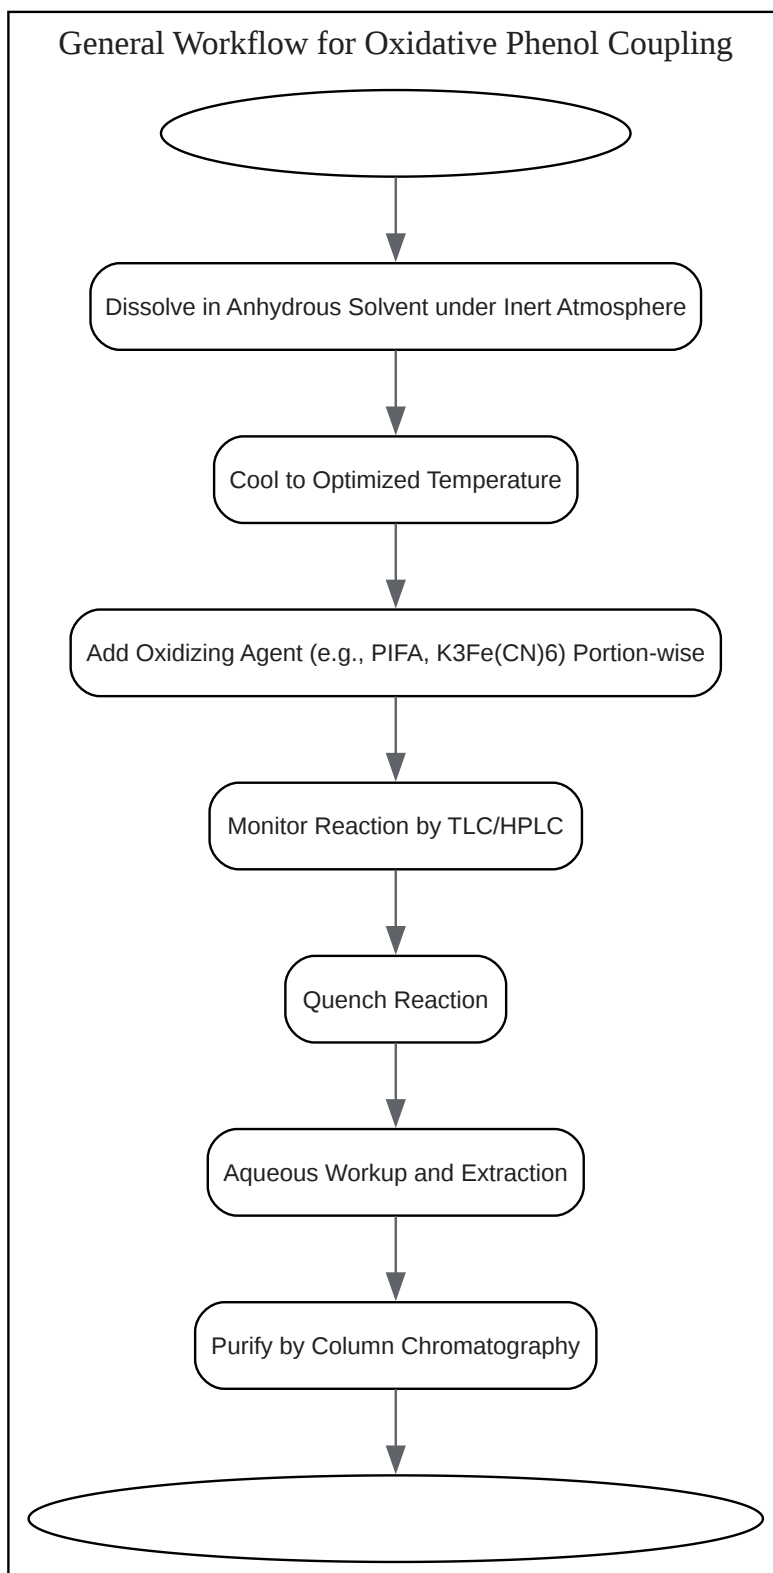 General Workflow for Oxidative Phenol Coupling
Dissolve in Anhydrous Solvent under Inert Atmosphere
Cool to Optimized Temperature
Add Oxidizing Agent (e.g., PIFA, K3Fe(CN)6) Portion-wise
Monitor Reaction by TLC/HPLC
Quench Reaction
Aqueous Workup and Extraction
Purify by Column Chromatography